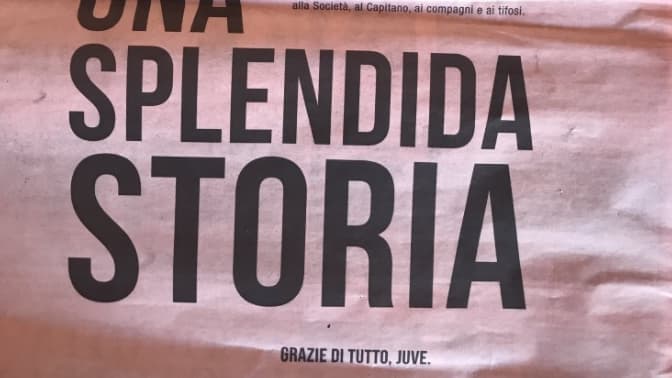 alla Società, al Capitano, ai compagni e ai tifosi.
UNA
SPLENDIDA
STORIA
GRAZIE DI TUTTO, JUVE.